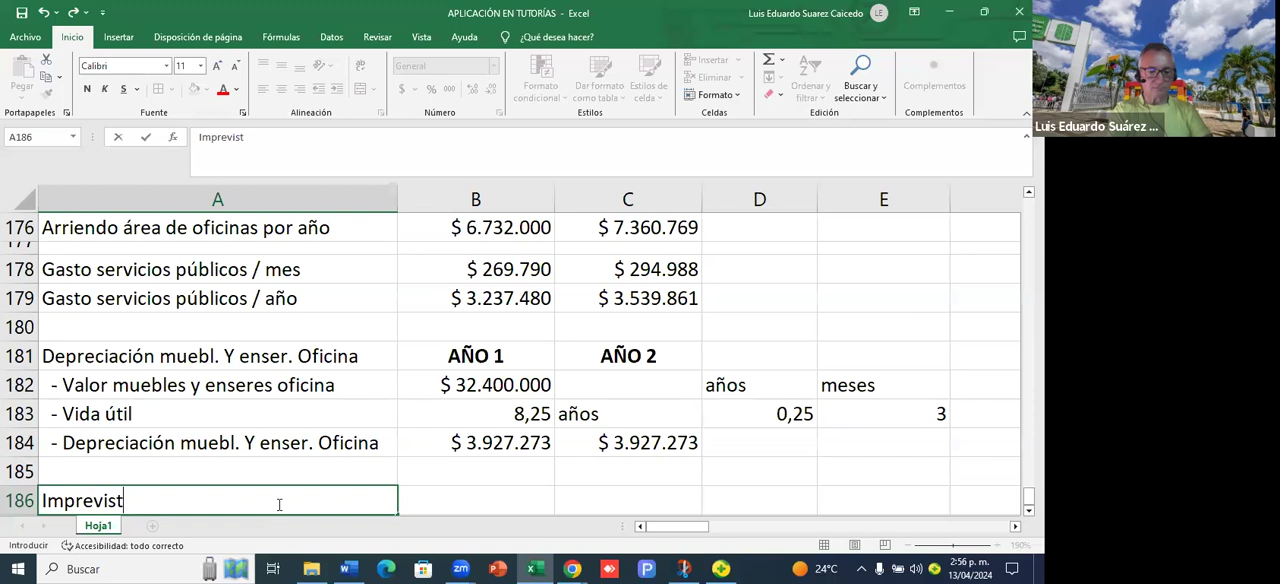 APLICACIÓN EN TUTORÍAS - Excel
Luis Eduardo Suarez Caicedo
LE
Archivo
Inicio
Insertar
Disposición de página
Fórmulas
Datos
Revisar
Vista
Ayuda
¿Qué desea hacer?
Pegar
Calibri
11
N K S
General
$ % 000
Formato condicional
Dar formato como tabla
Estilos de celda
Insertar
Eliminar
Formato
Ordenar y filtrar
Buscar y seleccionar
Complementos
Portapapeles
Fuente
Alineación
Número
Estilos
Celdas
Edición
Complementos
Luis Eduardo Suárez ...
A186
fx
Imprevist
A B C D E
176 Arriendo área de oficinas por año $ 6.732.000 $ 7.360.769
177
178 Gasto servicios públicos / mes $ 269.790 $ 294.988
179 Gasto servicios públicos / año $ 3.237.480 $ 3.539.861
180
181 Depreciación muebl. Y enser. Oficina AÑO 1 AÑO 2
182 - Valor muebles y enseres oficina $ 32.400.000 años meses
183 - Vida útil 8,25 años 0,25 3
184 - Depreciación muebl. Y enser. Oficina $ 3.927.273 $ 3.927.273
185
186 Imprevist
Hoja1
Introducir
Accesibilidad: todo correcto
190%
Buscar
24°C
2:56 p. m.
13/04/2024